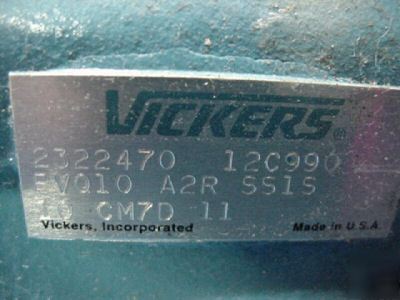 VICKERS®
2322470 12C990
PVQ10 A2R SS1S
CM7D 11
Vickers, Incorporated Made in U.S.A.